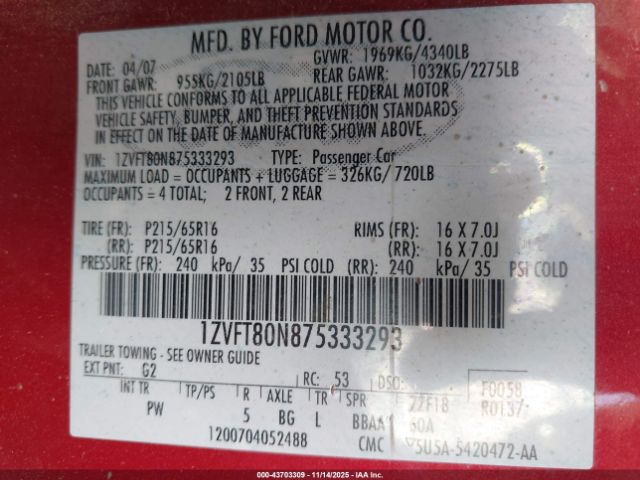 MFD. BY FORD MOTOR CO.
DATE: 04/07 GVWR: 1969KG/4340LB
FRONT GAWR: 955KG/2105LB REAR GAWR: 1032KG/2275LB
THIS VEHICLE CONFORMS TO ALL APPLICABLE FEDERAL MOTOR
VEHICLE SAFETY, BUMPER, AND THEFT PREVENTION STANDARDS
IN EFFECT ON THE DATE OF MANUFACTURE SHOWN ABOVE.
VIN: 1ZVFT80N875333293 TYPE: Passenger Car
MAXIMUM LOAD = OCCUPANTS + LUGGAGE = 326KG/720LB
OCCUPANTS = 4 TOTAL; 2 FRONT, 2 REAR
TIRE (FR): P215/65R16 RIMS (FR): 16 X 7.0J
(RR): P215/65R16 (RR): 16 X 7.0J
PRESSURE (FR): 240 kPa/ 35 PSI COLD (RR): 240 kPa/ 35 PSI COLD
1ZVFT80N875333293
TRAILER TOWING - SEE OWNER GUIDE
EXT PNT: G2 RC: 53 DSO: F0058
INT TR TP/PS R AXLE TR SPR R0137
PW 5 BG L BBAA
1200704052488 CMC 5U5A-5420472-AA
000-43703309 | 11/14/2025 - IAAI.com